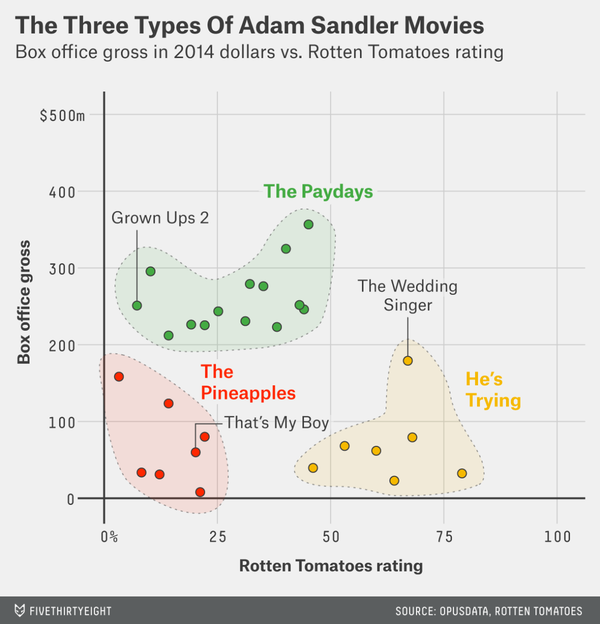 The Three Types Of Adam Sandler Movies
Box office gross in 2014 dollars vs. Rotten Tomatoes rating
$500m
400
300
200
100
0
Box office gross
The Paydays
Grown Ups 2
The Wedding
Singer
The
Pineapples
He's
Trying
That's My Boy
0%
25
50
75
100
Rotten Tomatoes rating
FIVETHIRTYEIGHT
SOURCE: OPUSDATA, ROTTEN TOMATOES